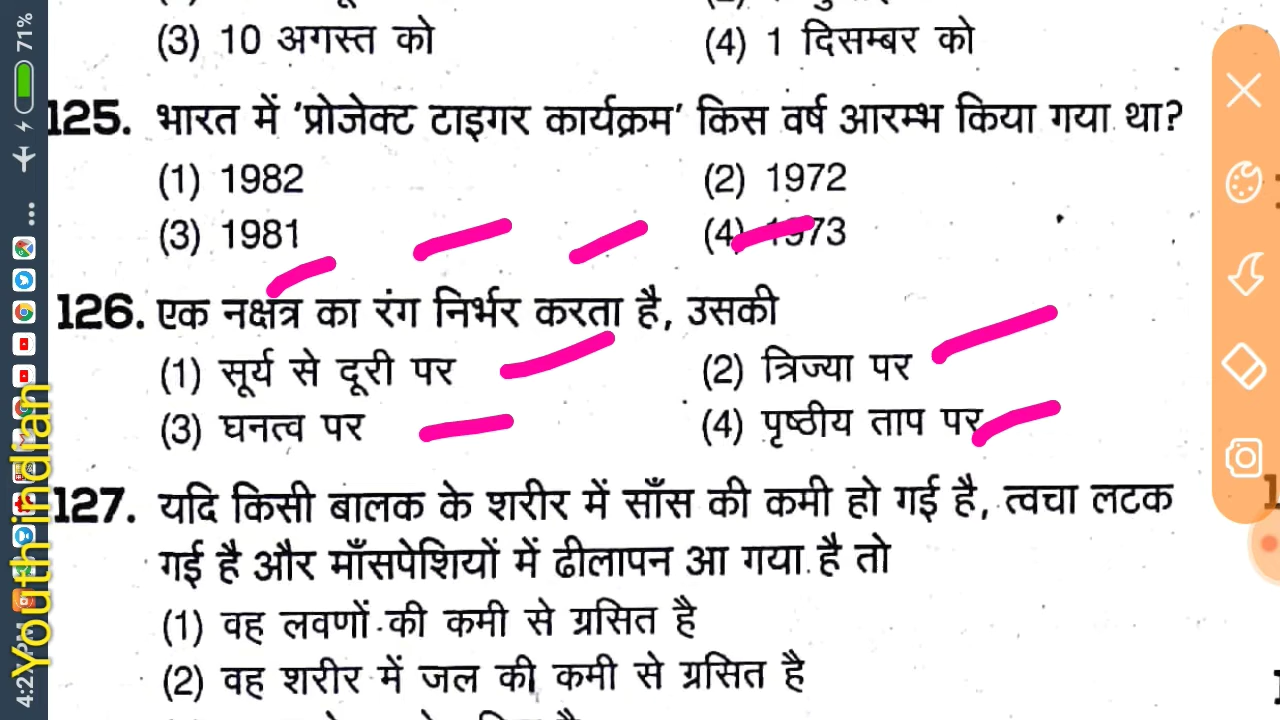 (3) 10 अगस्त को (4) 1 दिसम्बर को
125. भारत में 'प्रोजेक्ट टाइगर कार्यक्रम' किस वर्ष आरम्भ किया गया था?
(1) 1982 (2) 1972
(3) 1981 (4) 1973
126. एक नक्षत्र का रंग निर्भर करता है, उसकी
(1) सूर्य से दूरी पर (2) त्रिज्या पर
(3) घनत्व पर (4) पृष्ठीय ताप पर
127. यदि किसी बालक के शरीर में साँस की कमी हो गई है, त्वचा लटक
गई है और माँसपेशियों में ढीलापन आ गया है तो
(1) वह लवणों की कमी से ग्रसित है
(2) वह शरीर में जल की कमी से ग्रसित है
71%
Youth indian